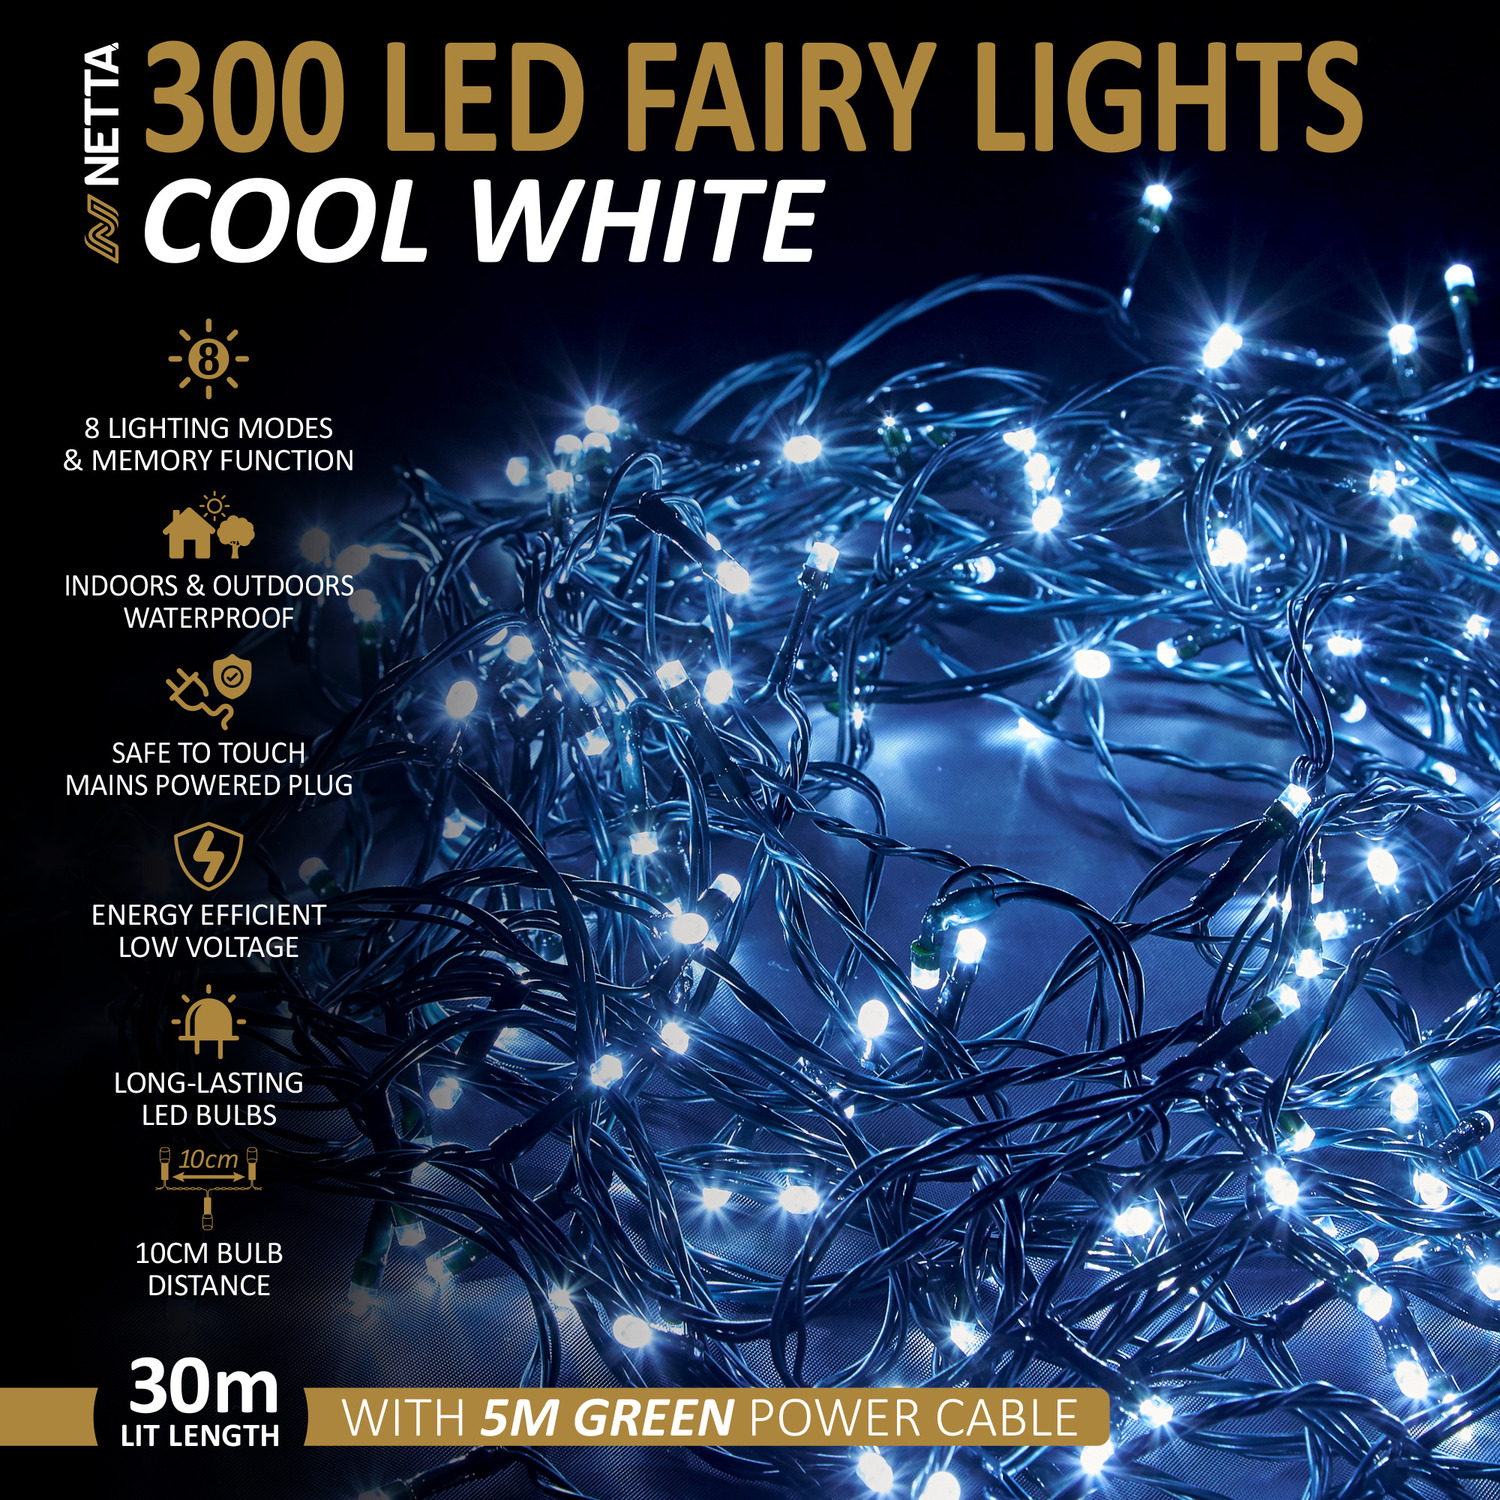 NETTA
300 LED FAIRY LIGHTS
COOL WHITE
8
8 LIGHTING MODES
& MEMORY FUNCTION
INDOORS & OUTDOORS
WATERPROOF
SAFE TO TOUCH
MAINS POWERED PLUG
ENERGY EFFICIENT
LOW VOLTAGE
LONG-LASTING
LED BULBS
10cm
10CM BULB
DISTANCE
30m
LIT LENGTH
WITH 5M GREEN POWER CABLE